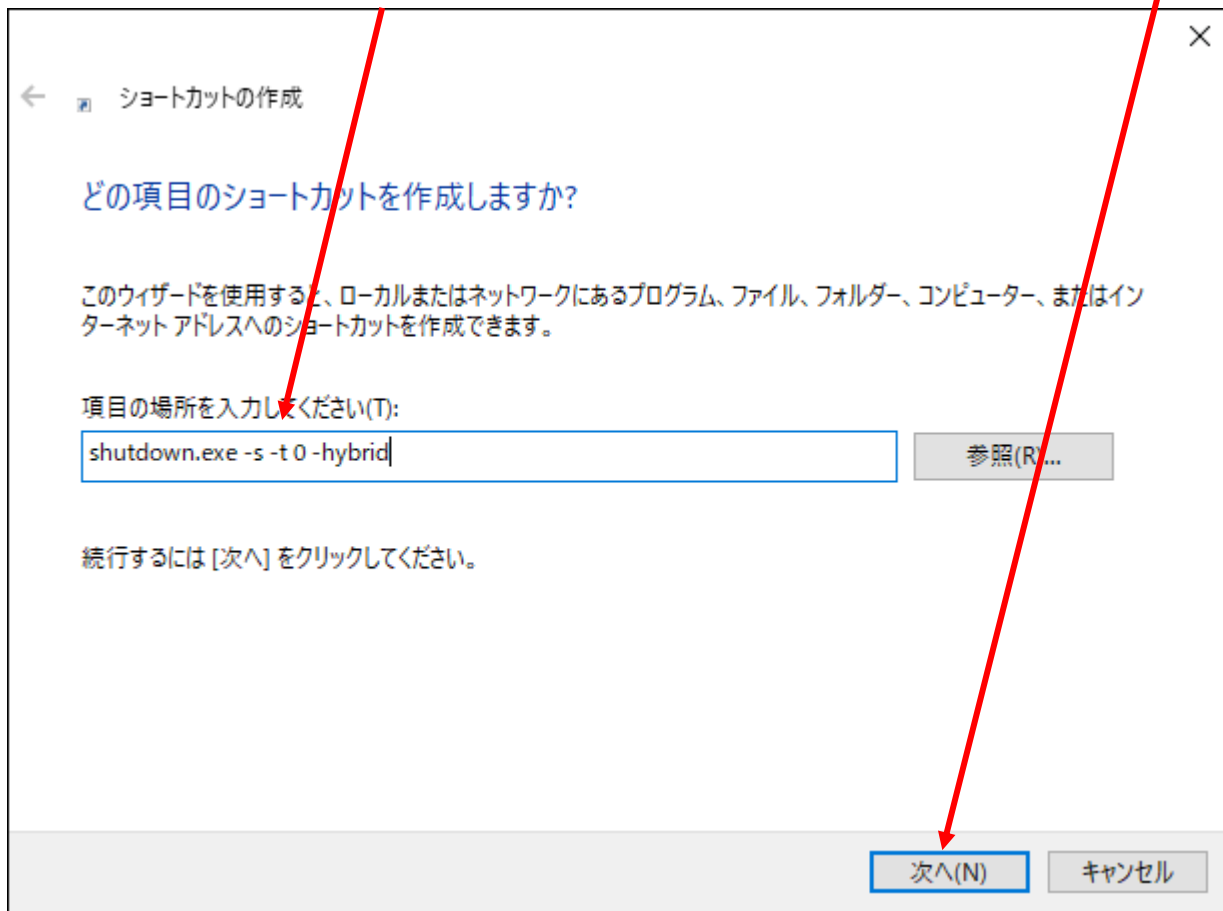 ショートカットの作成
どの項目のショートカットを作成しますか?
このウィザードを使用すると、ローカルまたはネットワークにあるプログラム、ファイル、フォルダー、コンピューター、またはイン
ターネット アドレスへのショートカットを作成できます。
項目の場所を入力してください(T):
shutdown.exe -s -t 0 -hybrid
参照(R)...
続行するには [次へ] をクリックしてください。
次へ(N)
キャンセル